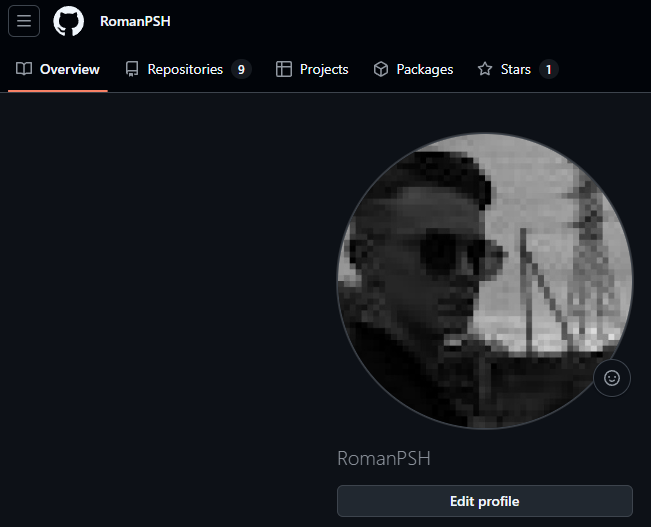 RomanPSH
Overview Repositories 9 Projects Packages Stars 1
RomanPSH
Edit profile